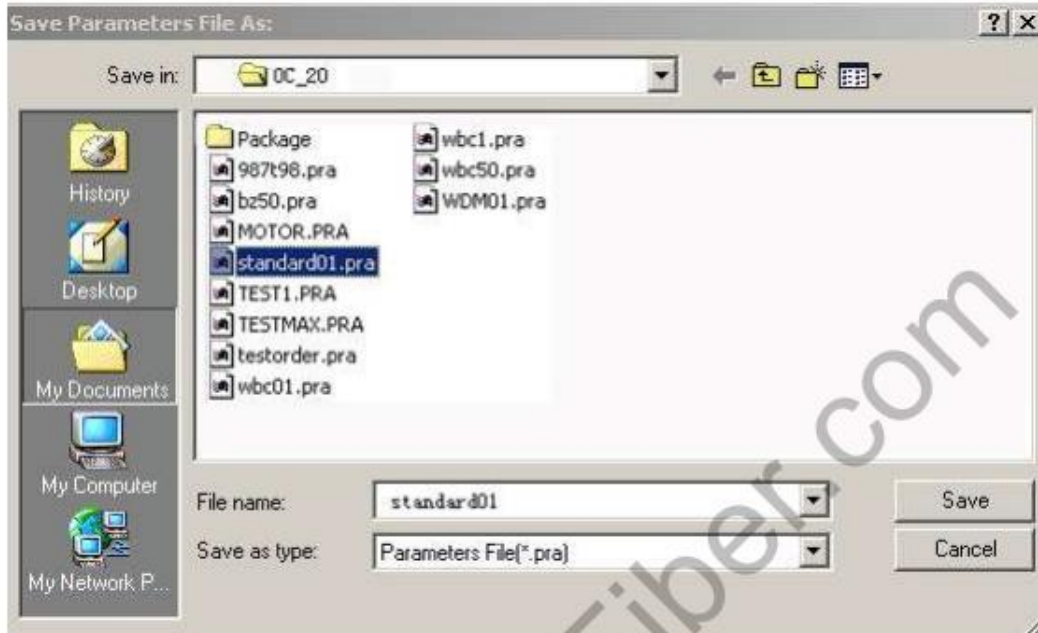 Save Parameters File As:
Save in:
0C_20
History
Desktop
My Documents
My Computer
My Network P...
Package
987t98.pra
bz50.pra
MOTOR.PRA
standard01.pra
TEST1.PRA
TESTMAX.PRA
testorder.pra
wbc01.pra
wbc1.pra
wbc50.pra
WDM01.pra
File name:
standard01
Save
Save as type:
Parameters File(*.pra)
Cancel
Fiber.com